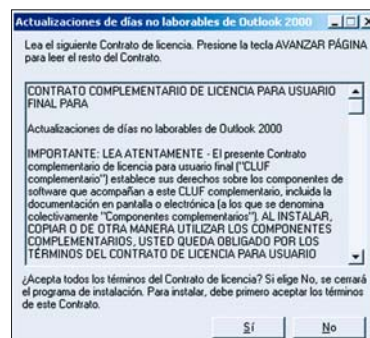 Actualizaciones de días no laborables de Outlook 2000
Lea el siguiente Contrato de licencia. Presione la tecla AVANZAR PÁGINA
para leer el resto del Contrato.
CONTRATO COMPLEMENTARIO DE LICENCIA PARA USUARIO
FINAL PARA
Actualizaciones de días no laborables de Outlook 2000
IMPORTANTE: LEA ATENTAMENTE - El presente Contrato
complementario de licencia para usuario final ("CLUF
complementario") establece sus derechos sobre los componentes de
software que acompañan a este CLUF complementario, incluida la
documentación en pantalla o electrónica (a los que se denomina
colectivamente "Componentes complementarios"). AL INSTALAR,
COPIAR O DE OTRA MANERA UTILIZAR LOS COMPONENTES
COMPLEMENTARIOS, USTED QUEDA OBLIGADO POR LOS
TÉRMINOS DEL CONTRATO DE LICENCIA PARA USUARIO
¿Acepta todos los términos del Contrato de licencia? Si elige No, se cerrará
el programa de instalación. Para instalar, debe primero aceptar los términos
de este Contrato.
Sí No